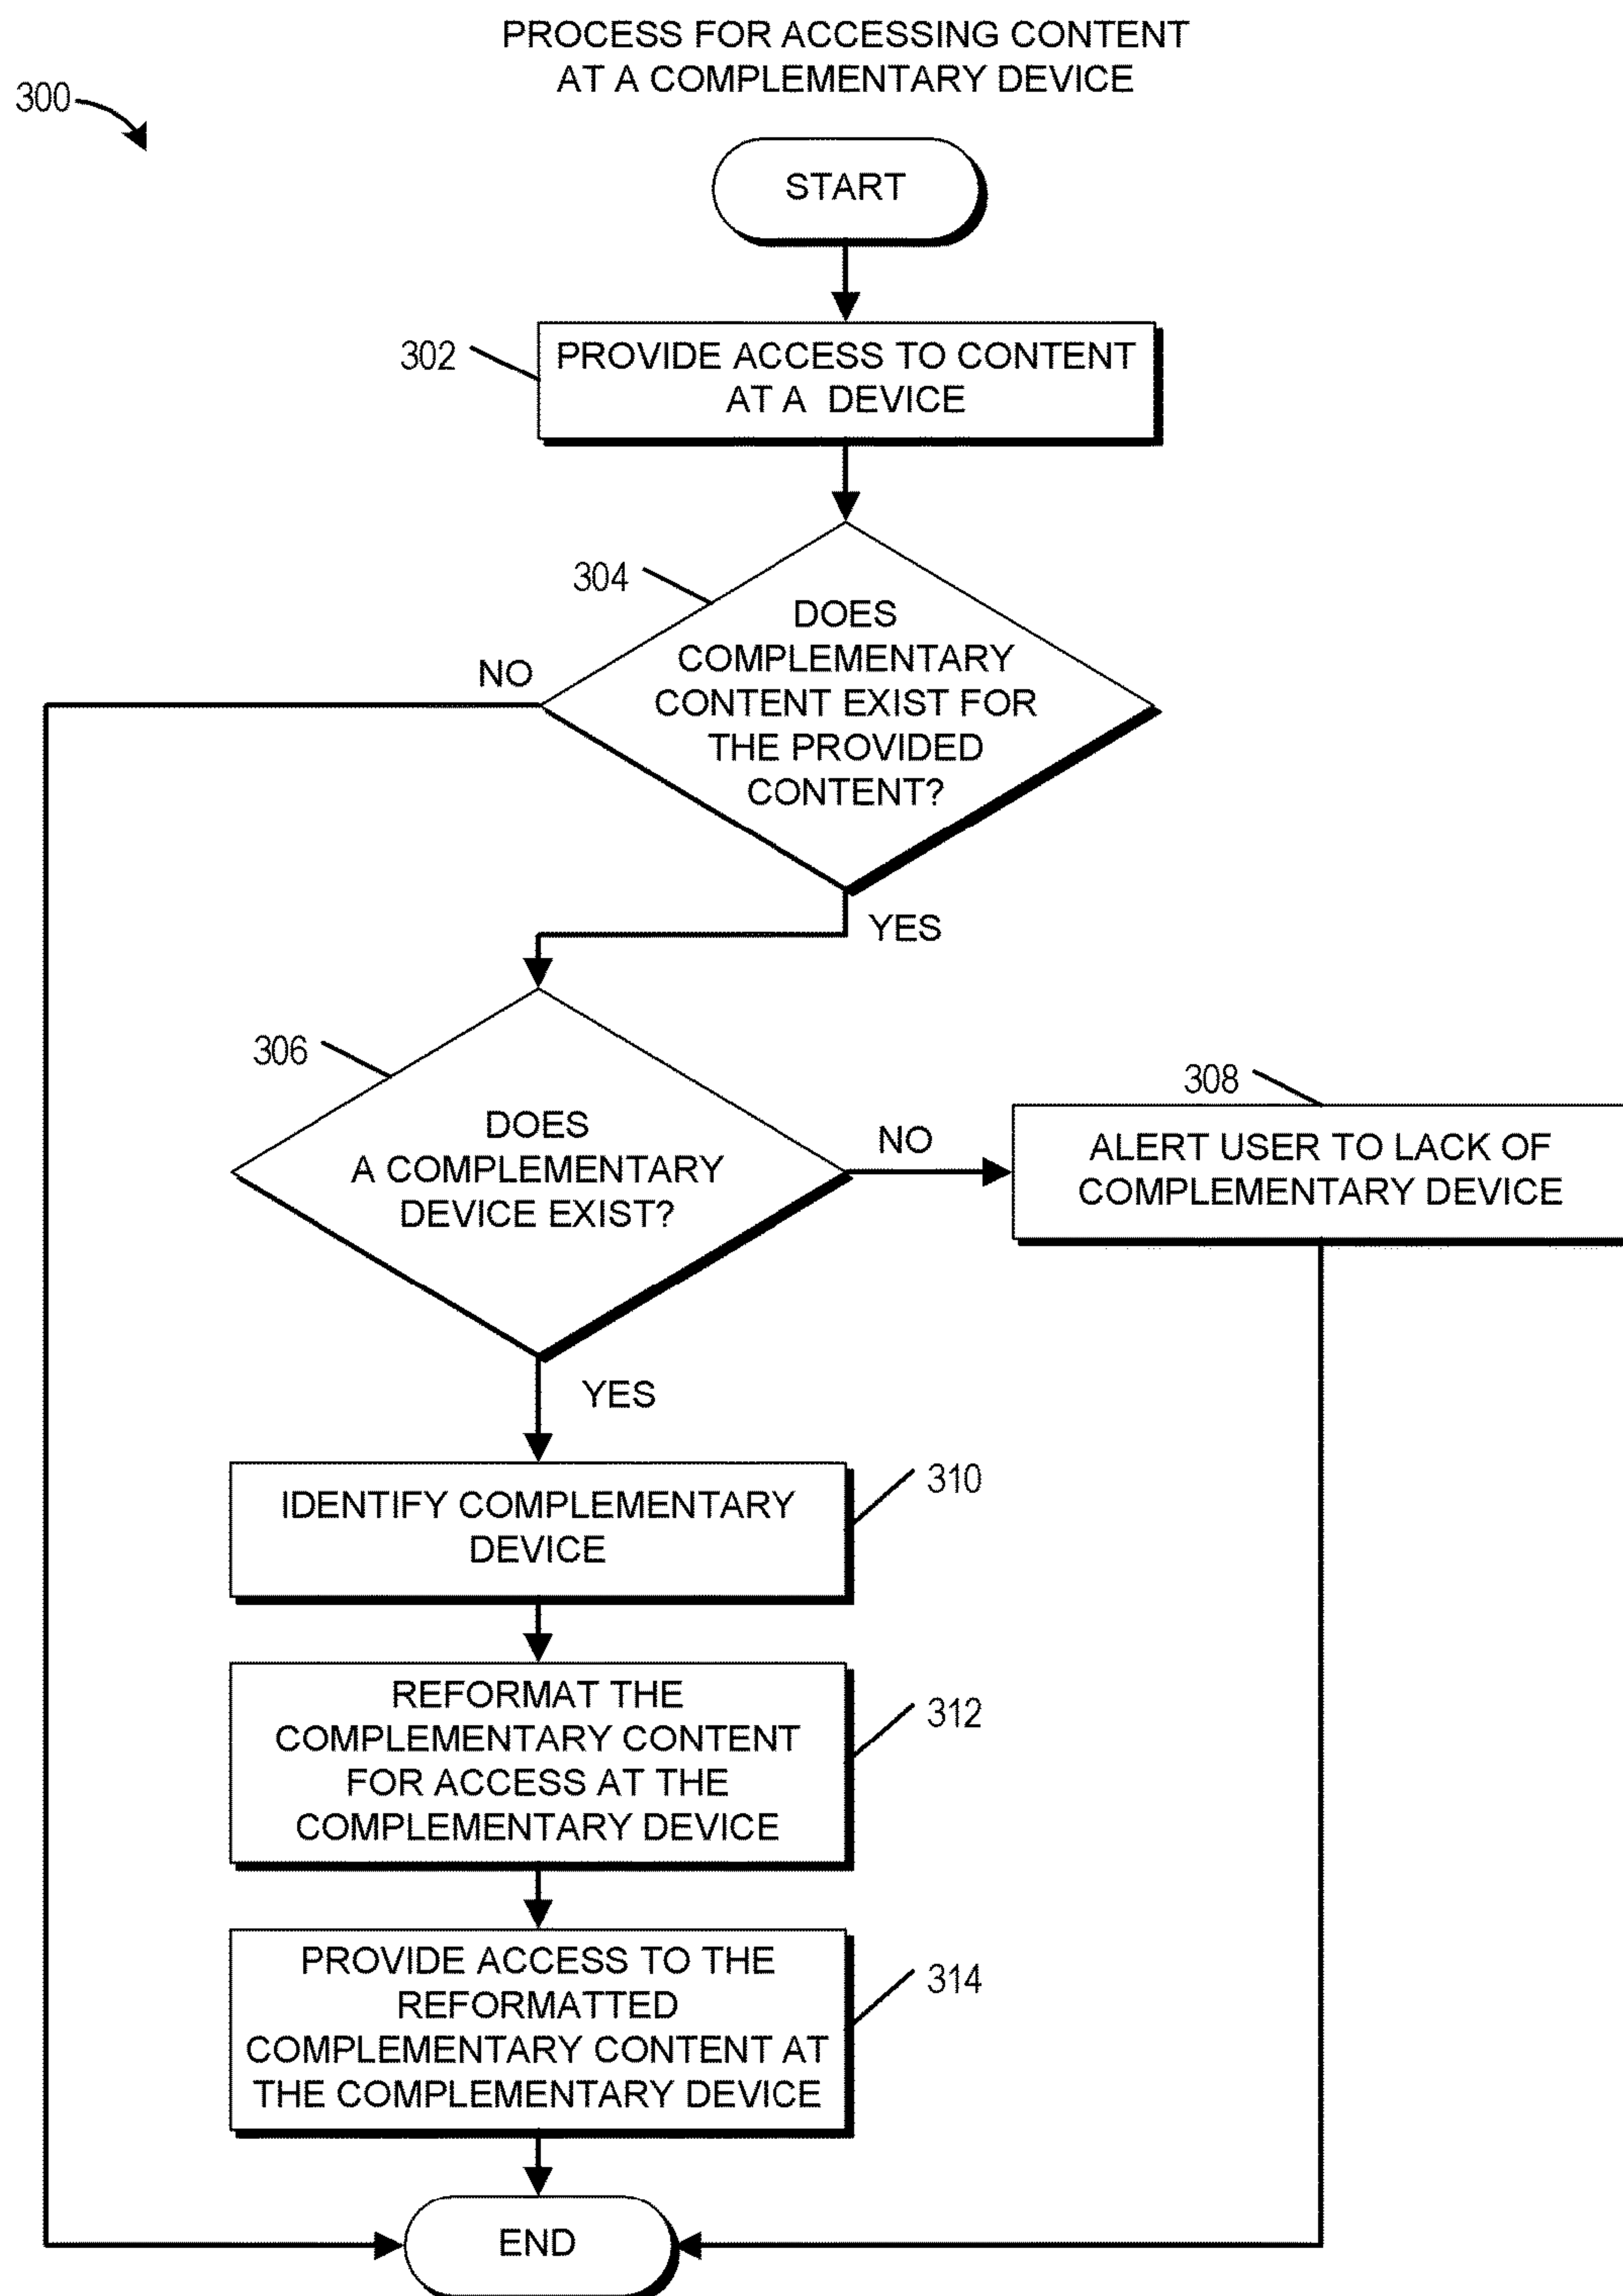 PROCESS FOR ACCESSING CONTENT
AT A COMPLEMENTARY DEVICE
300
START
302
PROVIDE ACCESS TO CONTENT
AT A DEVICE
304
DOES
COMPLEMENTARY
CONTENT EXIST FOR
THE PROVIDED
CONTENT?
NO
YES
306
DOES
A COMPLEMENTARY
DEVICE EXIST?
NO
308
ALERT USER TO LACK OF
COMPLEMENTARY DEVICE
YES
310
IDENTIFY COMPLEMENTARY
DEVICE
312
REFORMAT THE
COMPLEMENTARY CONTENT
FOR ACCESS AT THE
COMPLEMENTARY DEVICE
314
PROVIDE ACCESS TO THE
REFORMATTED
COMPLEMENTARY CONTENT AT
THE COMPLEMENTARY DEVICE
END